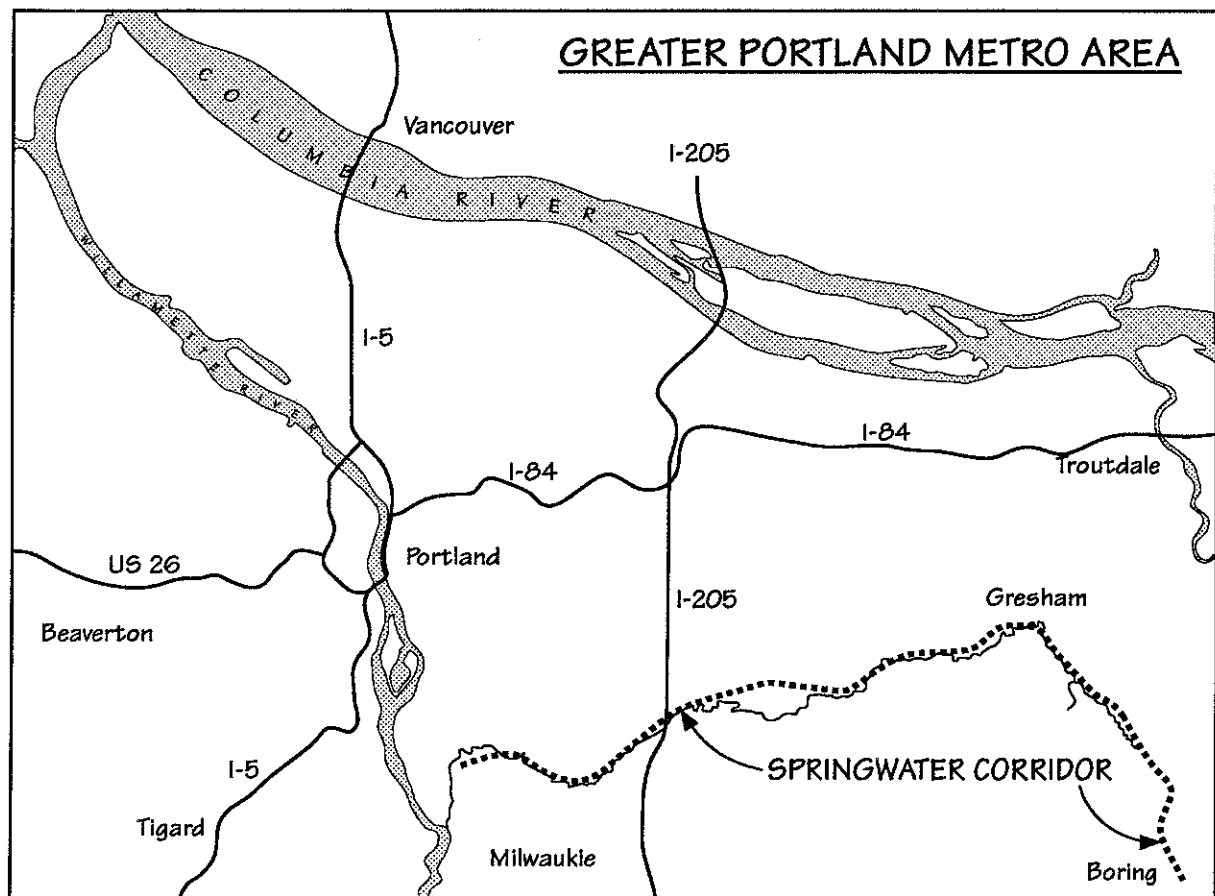 GREATER PORTLAND METRO AREA
COLUMBIA RIVER
Vancouver
I-205
WILLAMETTE RIVER
I-5
I-84
Troutdale
I-84
US 26
Portland
I-205
Gresham
Beaverton
I-5
SPRINGWATER CORRIDOR
Tigard
Milwaukie
Boring